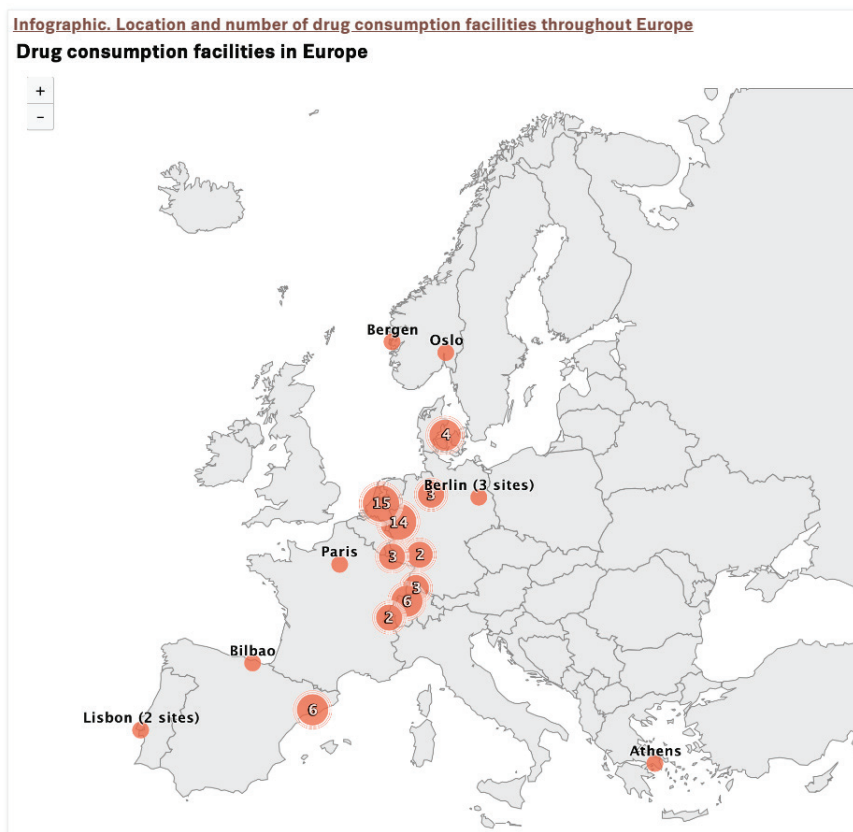 Infographic. Location and number of drug consumption facilities throughout Europe
Drug consumption facilities in Europe
+
−
Bergen
Oslo
4
Berlin (3 sites)
3
15
14
Paris
3
2
3
6
2
Bilbao
6
Lisbon (2 sites)
Athens